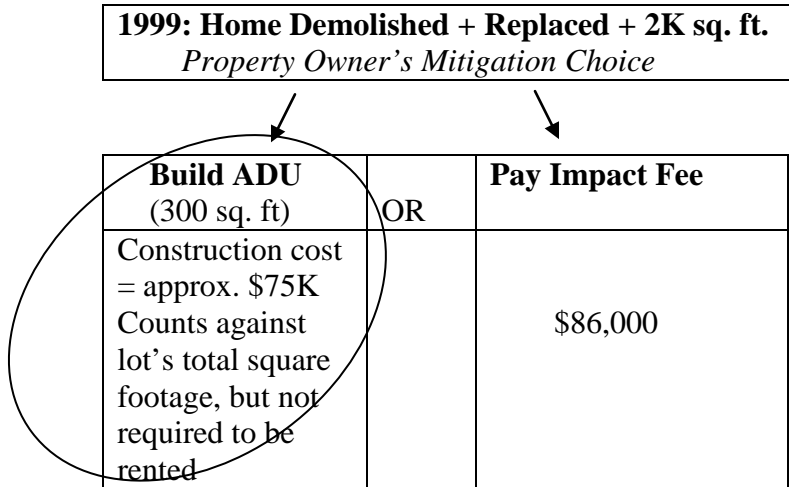 1999: Home Demolished + Replaced + 2K sq. ft.
Property Owner's Mitigation Choice
Build ADU
(300 sq. ft)
OR
Pay Impact Fee
Construction cost
= approx. $75K
Counts against
lot's total square
footage, but not
required to be
rented
$86,000